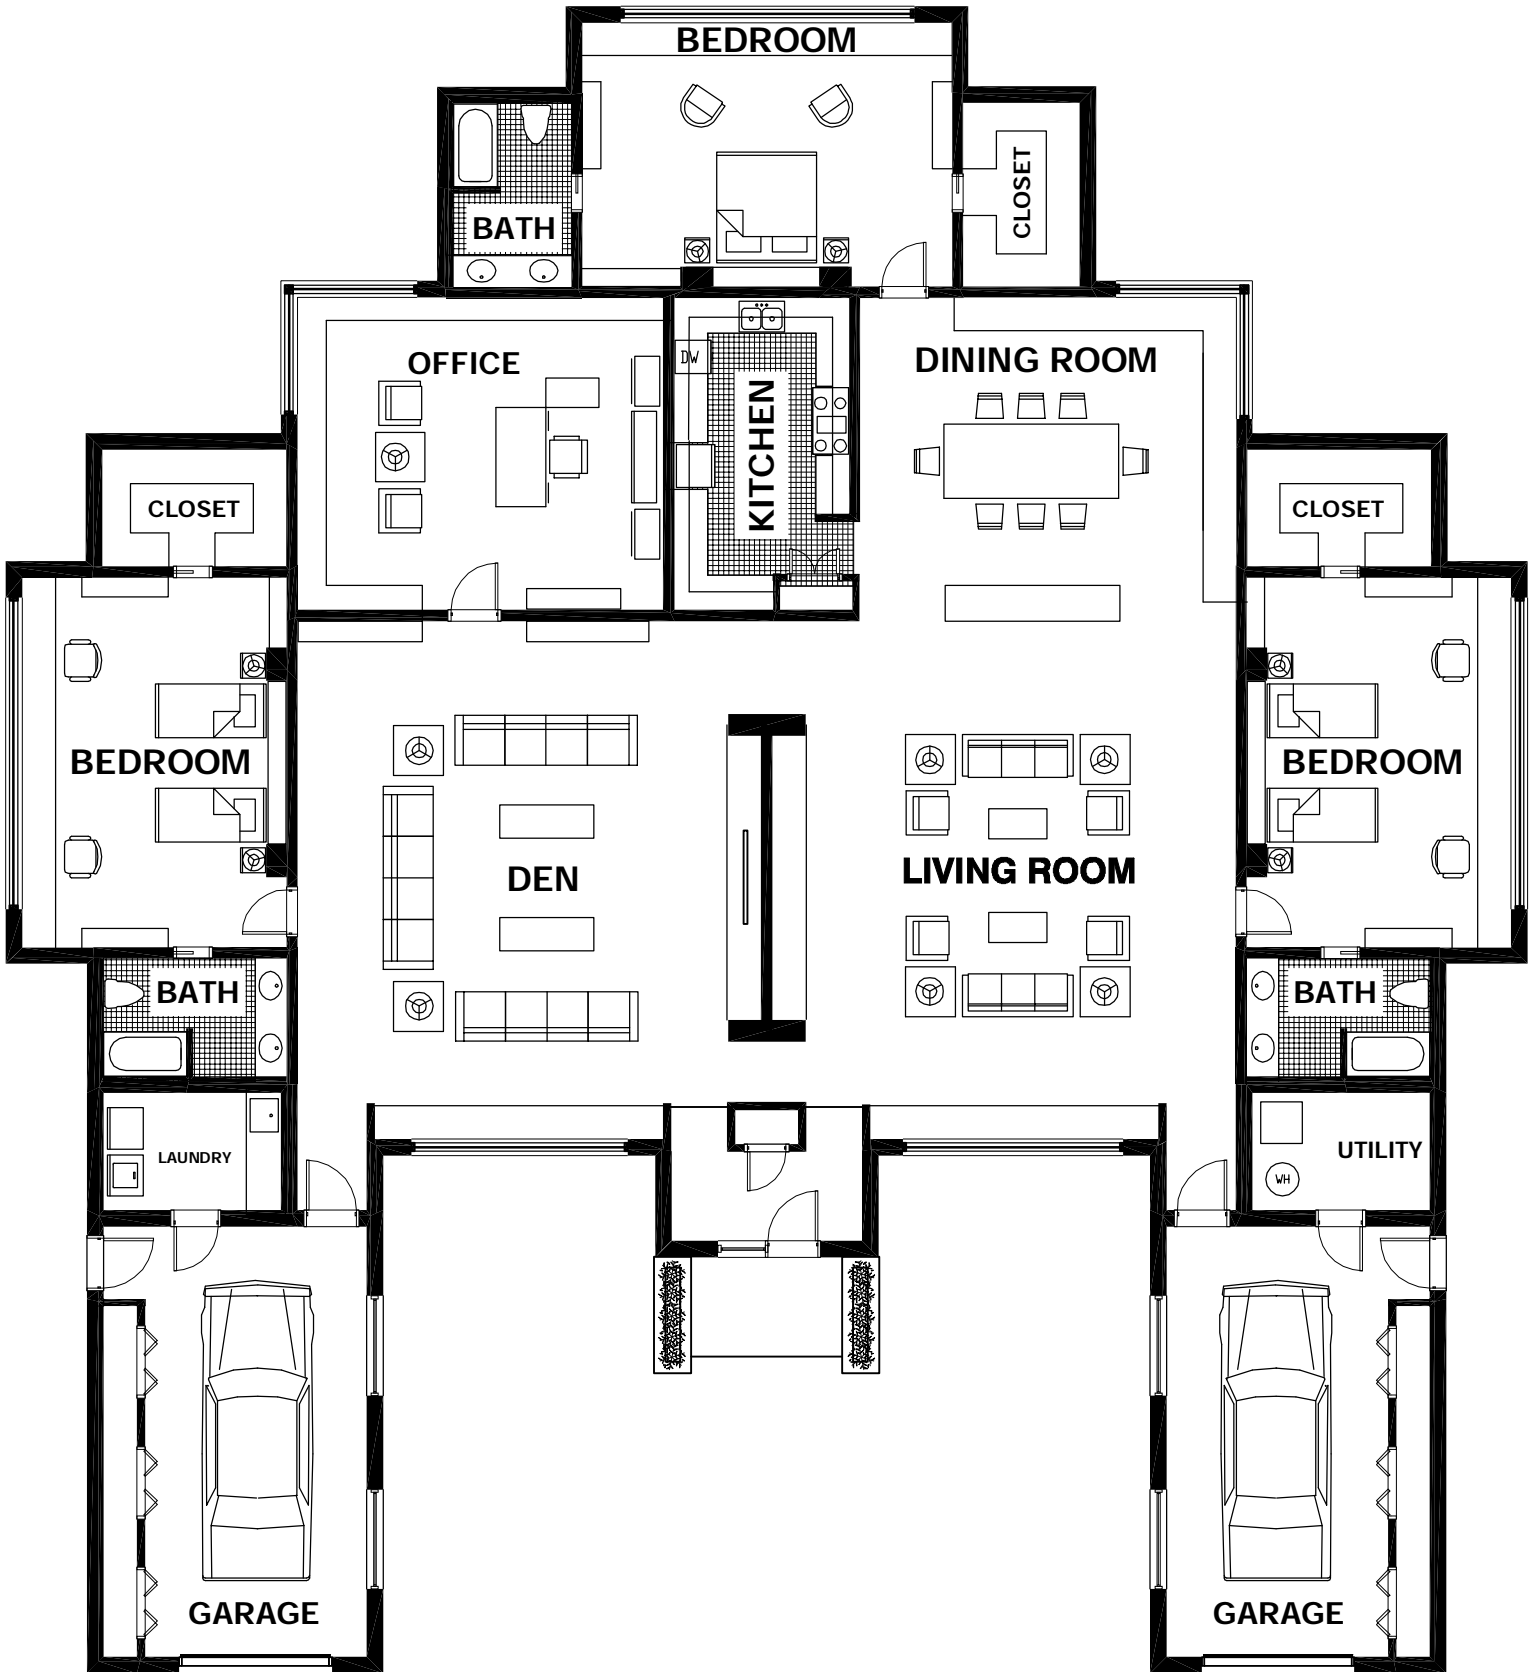 BEDROOM
CLOSET
BATH
OFFICE
DW
KITCHEN
DINING ROOM
CLOSET
CLOSET
BEDROOM
BEDROOM
DEN
LIVING ROOM
BATH
BATH
LAUNDRY
UTILITY
WH
GARAGE
GARAGE